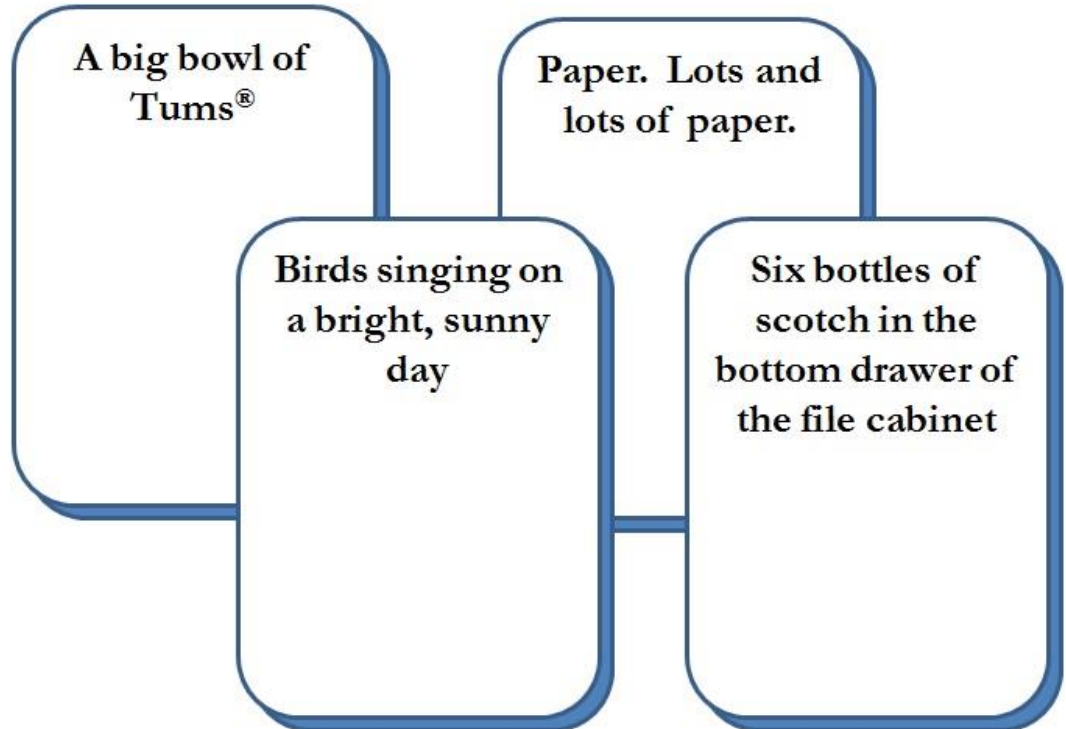 A big bowl of
Tums®
Paper.  Lots and
lots of paper.
Birds singing on
a bright, sunny
day
Six bottles of
scotch in the
bottom drawer of
the file cabinet